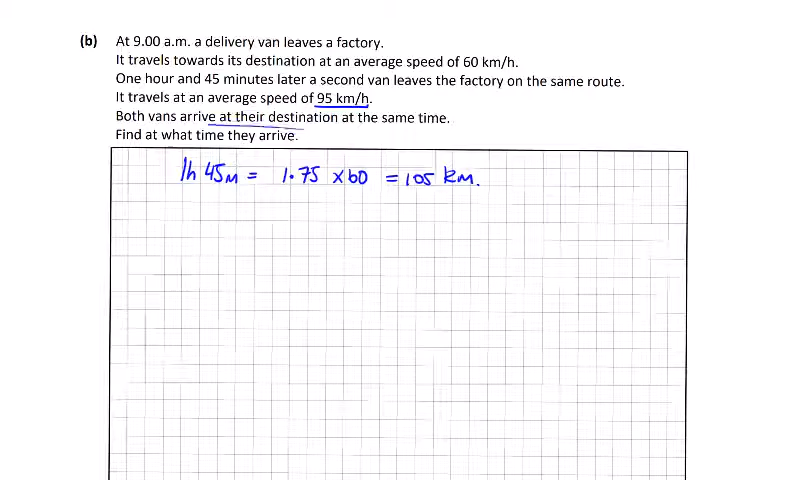 (b) At 9.00 a.m. a delivery van leaves a factory.
It travels towards its destination at an average speed of 60 km/h.
One hour and 45 minutes later a second van leaves the factory on the same route.
It travels at an average speed of 95 km/h.
Both vans arrive at their destination at the same time.
Find at what time they arrive.
1h 45M = 1.75 x 60 = 105 km.